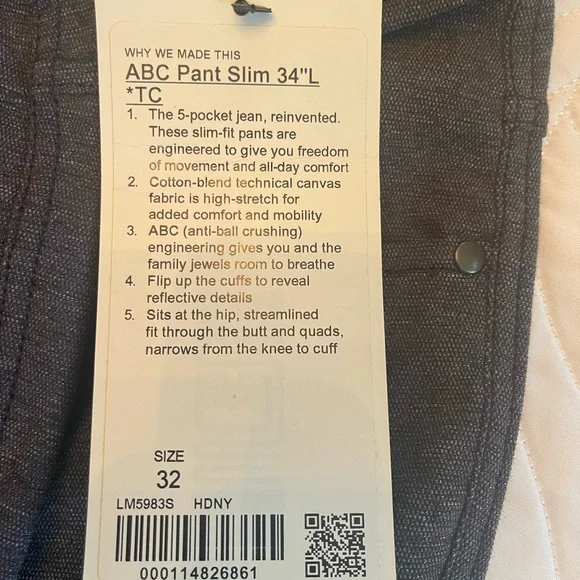 WHY WE MADE THIS
ABC Pant Slim 34"L
*TC
1. The 5-pocket jean, reinvented.
These slim-fit pants are
engineered to give you freedom
of movement and all-day comfort
2. Cotton-blend technical canvas
fabric is high-stretch for
added comfort and mobility
3. ABC (anti-ball crushing)
engineering gives you and the
family jewels room to breathe
4. Flip up the cuffs to reveal
reflective details
5. Sits at the hip, streamlined
fit through the butt and quads,
narrows from the knee to cuff
SIZE
32
LM5983S HDNY
000114826861